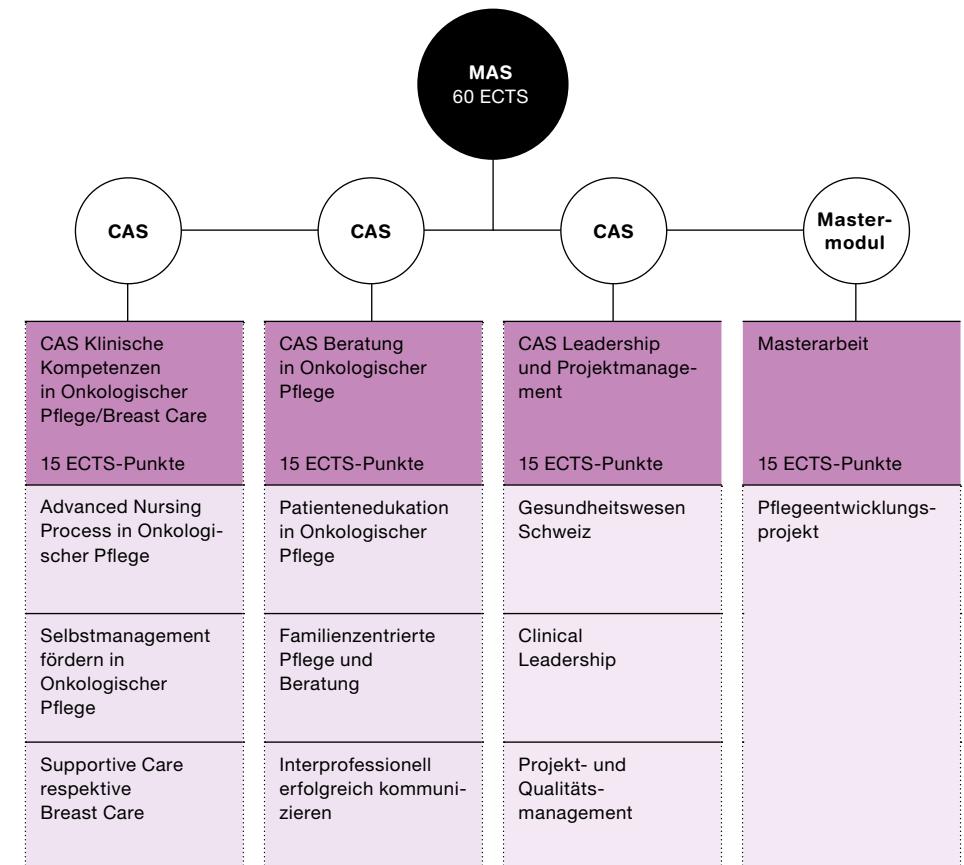 MAS
60 ECTS
CAS
CAS
CAS
Master-
modul
CAS Klinische
Kompetenzen
in Onkologischer
Pflege/Breast Care
15 ECTS-Punkte
Advanced Nursing
Process in Onkologi-
scher Pflege
Selbstmanagement
fördern in
Onkologischer
Pflege
Supportive Care
respektive
Breast Care
CAS Beratung
in Onkologischer
Pflege
15 ECTS-Punkte
Patientenedukation
in Onkologischer
Pflege
Familienzentrierte
Pflege und
Beratung
Interprofessionell
erfolgreich kommuni-
zieren
CAS Leadership
und Projektmanage-
ment
15 ECTS-Punkte
Gesundheitswesen
Schweiz
Clinical
Leadership
Projekt- und
Qualitäts-
management
Masterarbeit
15 ECTS-Punkte
Pflegeentwicklungs-
projekt